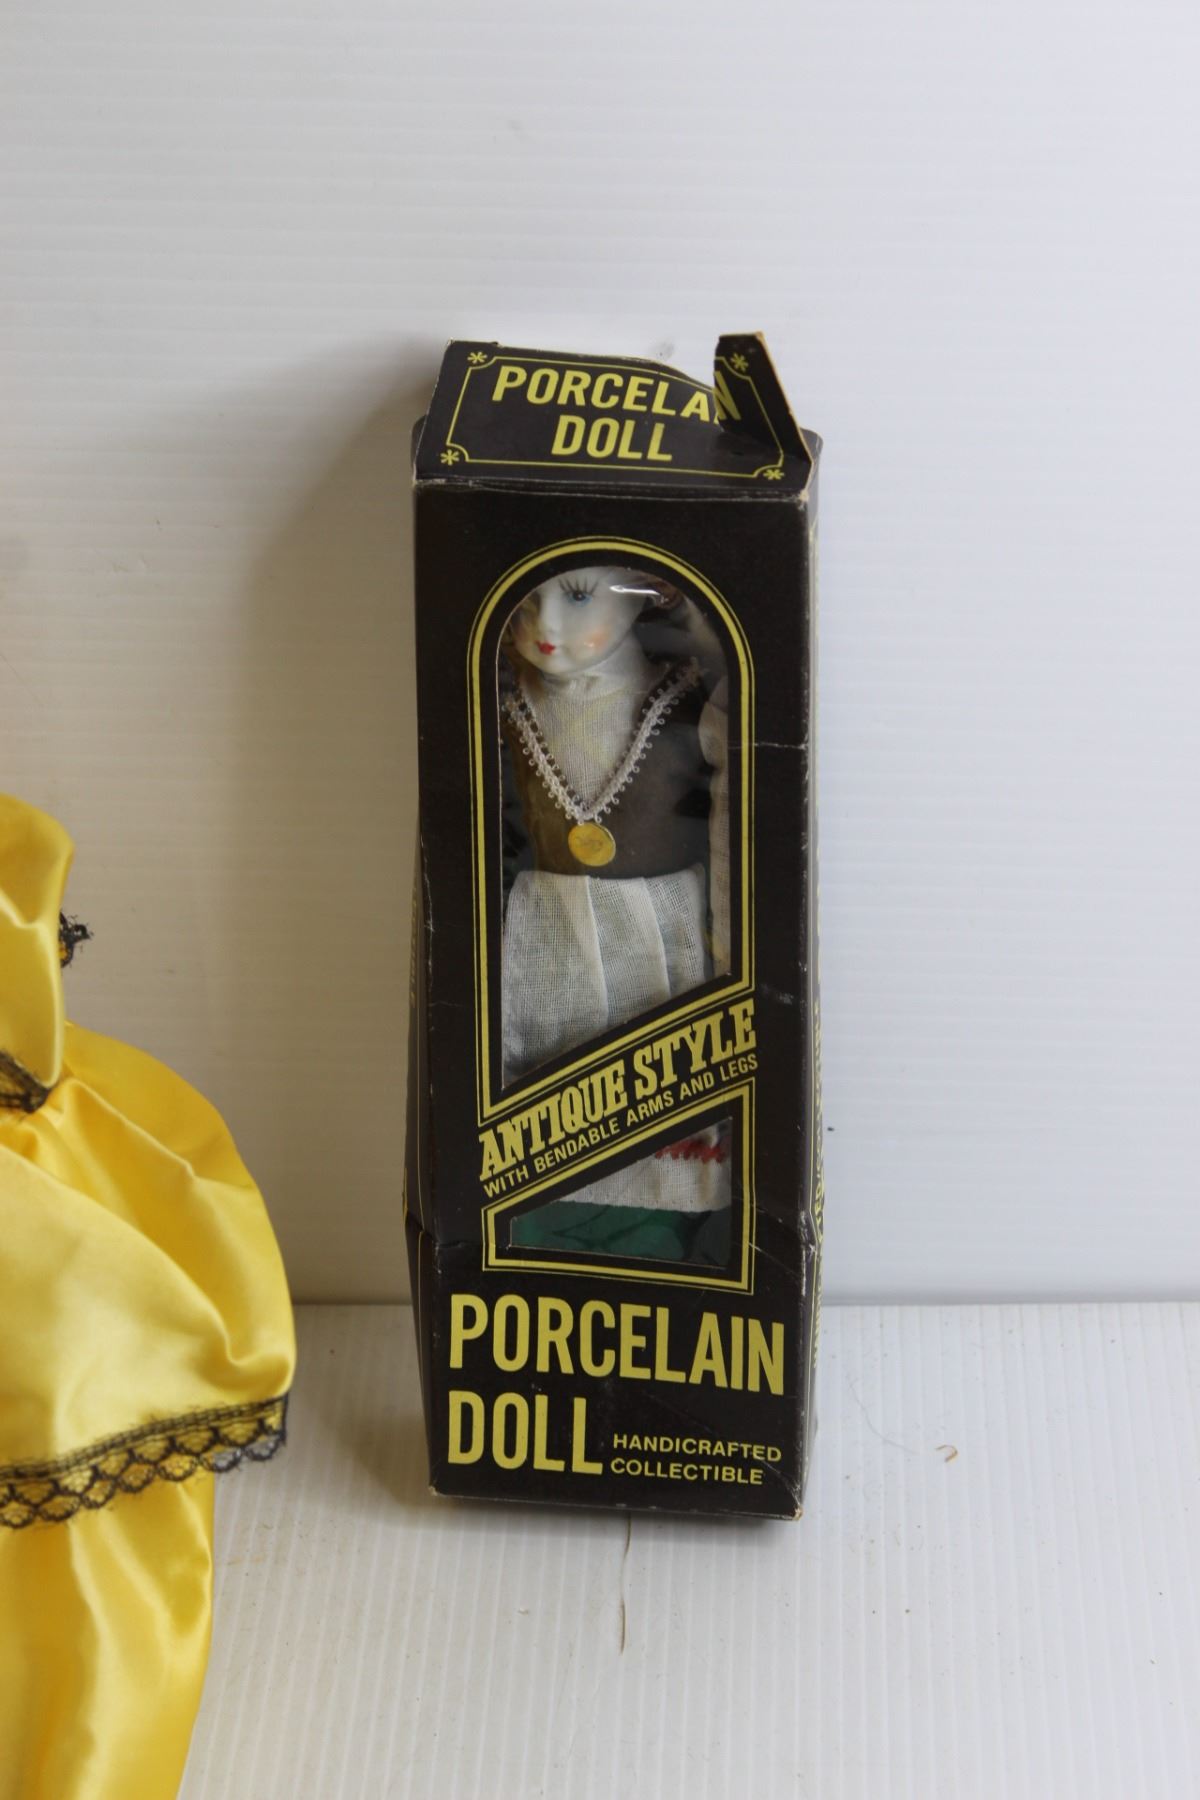 PORCELAIN
DOLL
ANTIQUE STYLE
WITH BENDABLE ARMS AND LEGS
PORCELAIN
DOLL
HANDICRAFTED
COLLECTIBLE